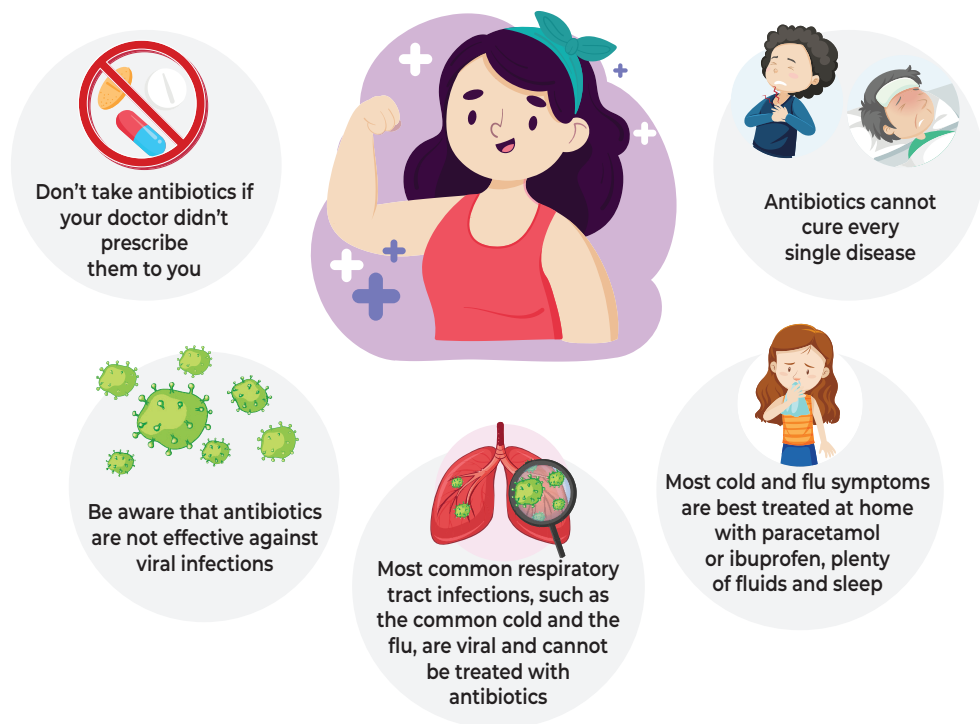 Don’t take antibiotics if
your doctor didn’t
prescribe
them to you
Antibiotics cannot
cure every
single disease
Be aware that antibiotics
are not effective against
viral infections
Most common respiratory
tract infections, such as
the common cold and the
flu, are viral and cannot
be treated with
antibiotics
Most cold and flu symptoms
are best treated at home
with paracetamol
or ibuprofen, plenty
of fluids and sleep